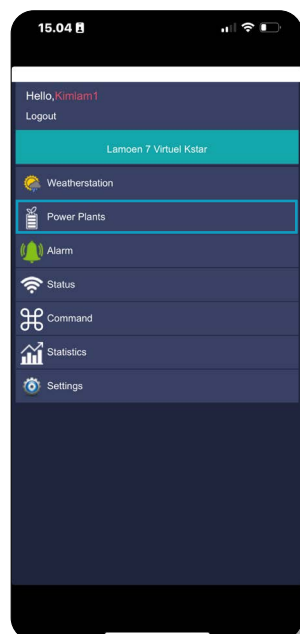 15.04
Hello,Kimlam1
Logout
Lamoen 7 Virtuel Kstar
Weatherstation
Power Plants
Alarm
Status
Command
Statistics
Settings